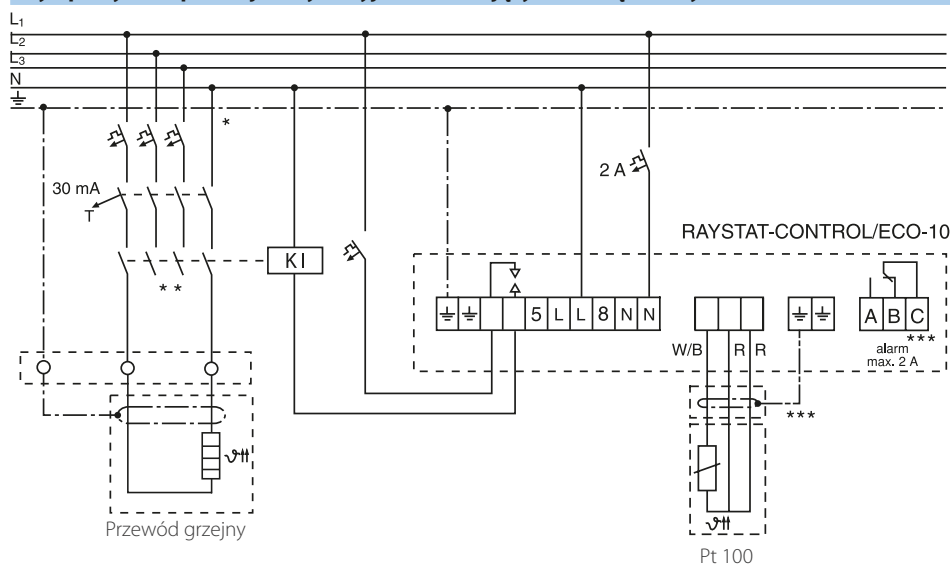 L1
L2
L3
N
*
30 mA
T
2 A
RAYSTAT-CONTROL/ECO-10
K I
* *
5 L L 8 N N
A B C
***
W/B R R
alarm
max. 2 A
***
ϑ
Przewód grzejny
ϑ
Pt 100